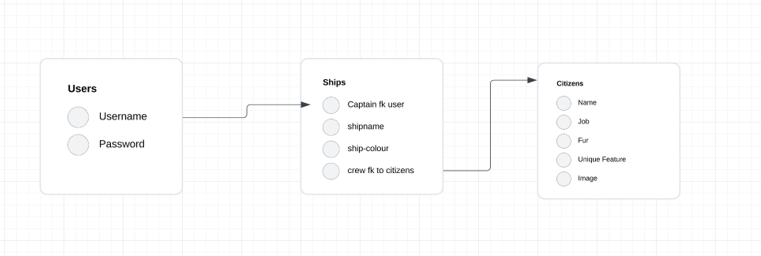 Users
Username
Password
Ships
Captain fk user
shipname
ship-colour
crew fk to citizens
Citizens
Name
Job
Fur
Unique Feature
Image